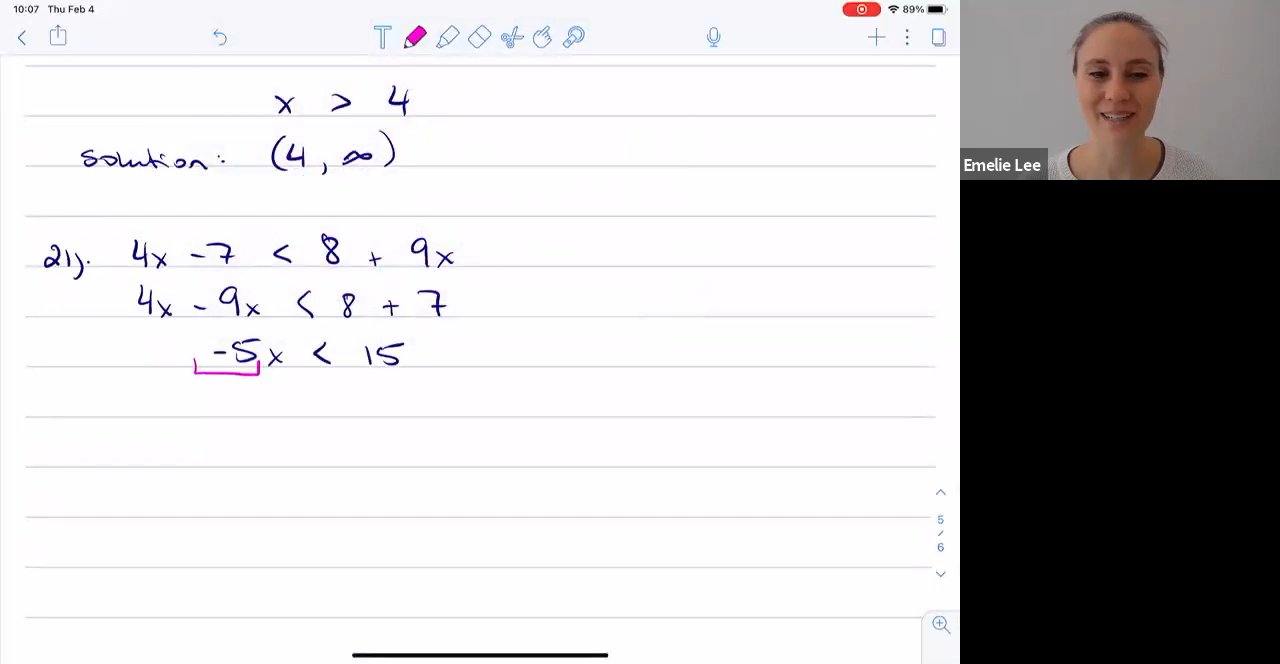 10:07 Thu Feb 4
89%
T
x > 4
solution: (4, ∞)
21). 4x - 7 < 8 + 9x
4x - 9x < 8 + 7
-5x < 15
5
/
6
Emelie Lee